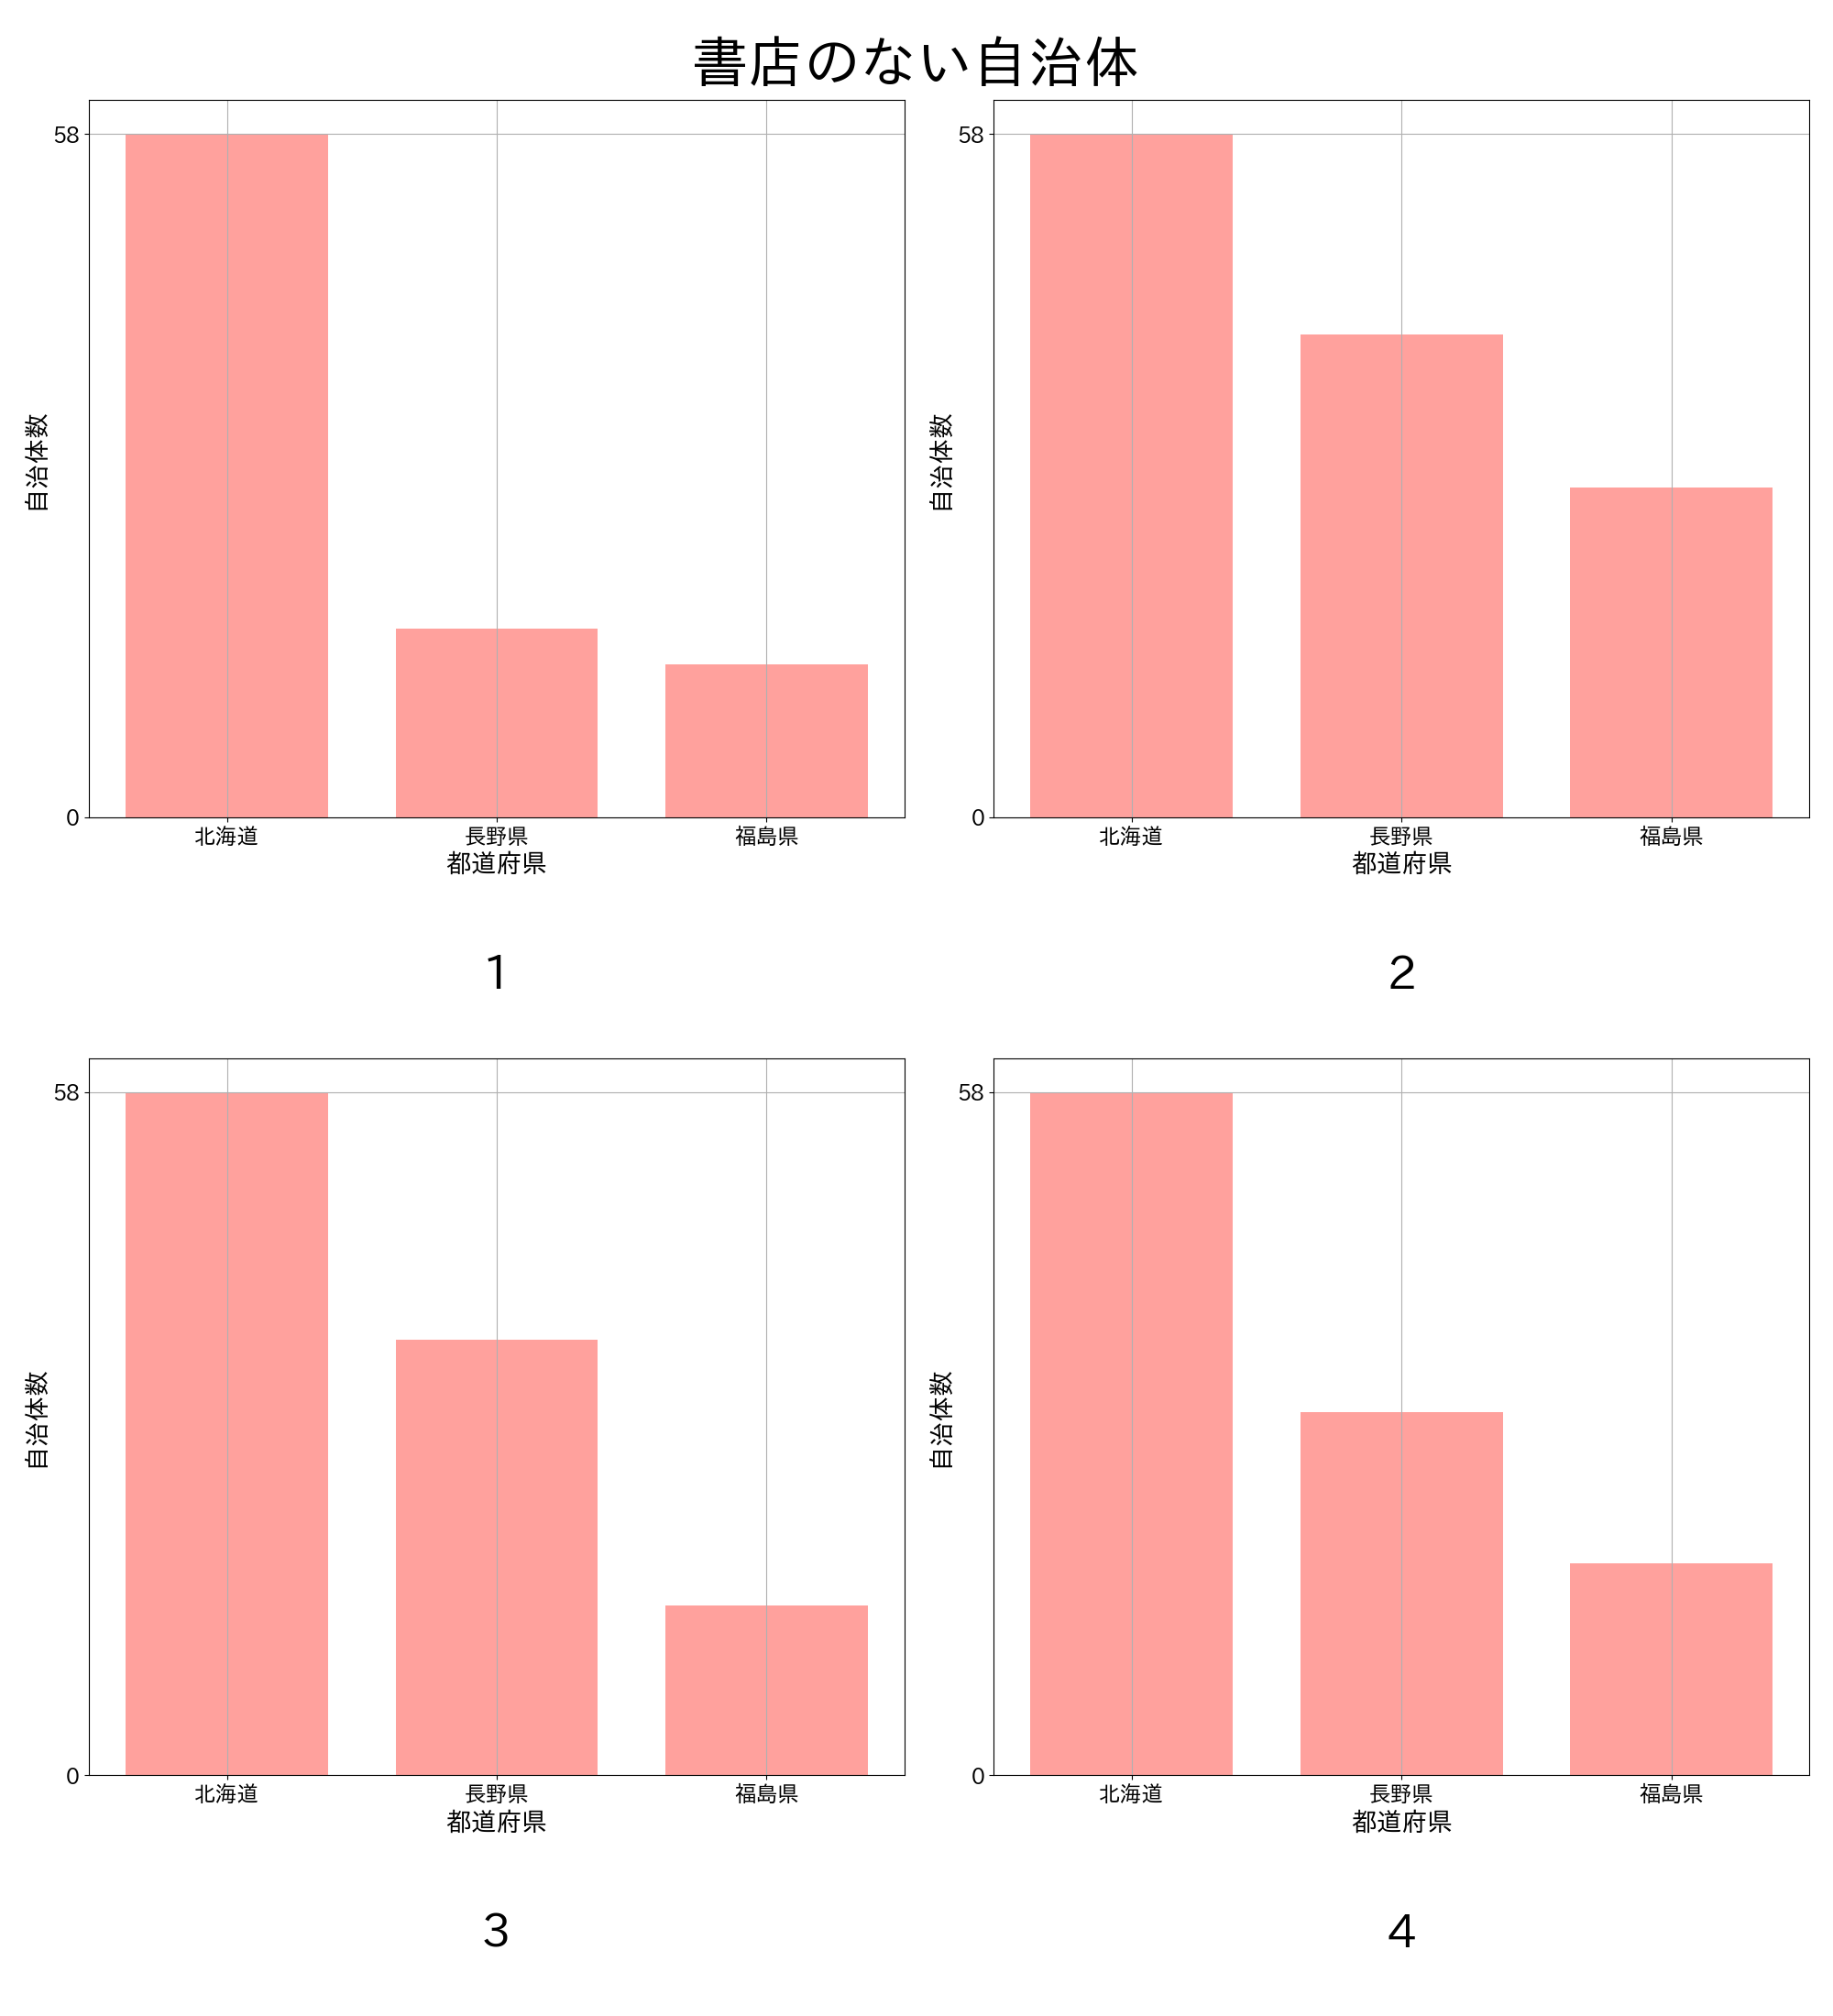 書店のない自治体
58
0
自治体数
北海道 長野県 福島県
都道府県
1
58
0
自治体数
北海道 長野県 福島県
都道府県
2
58
0
自治体数
北海道 長野県 福島県
都道府県
3
58
0
自治体数
北海道 長野県 福島県
都道府県
4